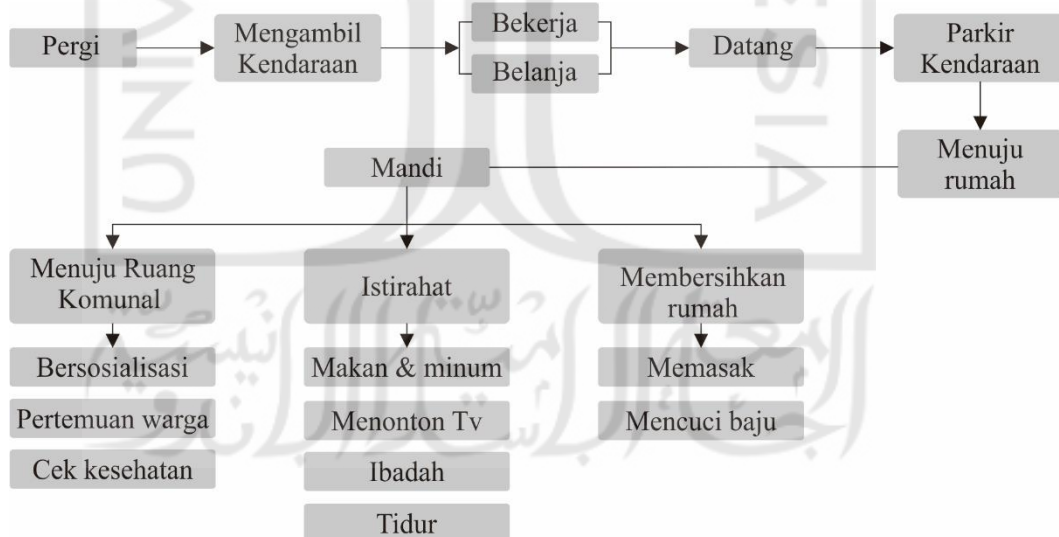 Pergi
Mengambil
Kendaraan
Bekerja
Belanja
Datang
Parkir
Kendaraan
Menuju
rumah
Mandi
Menuju Ruang
Komunal
Istirahat
Membersihkan
rumah
Bersosialisasi
Makan & minum
Memasak
Pertemuan warga
Menonton Tv
Mencuci baju
Cek kesehatan
Ibadah
Tidur